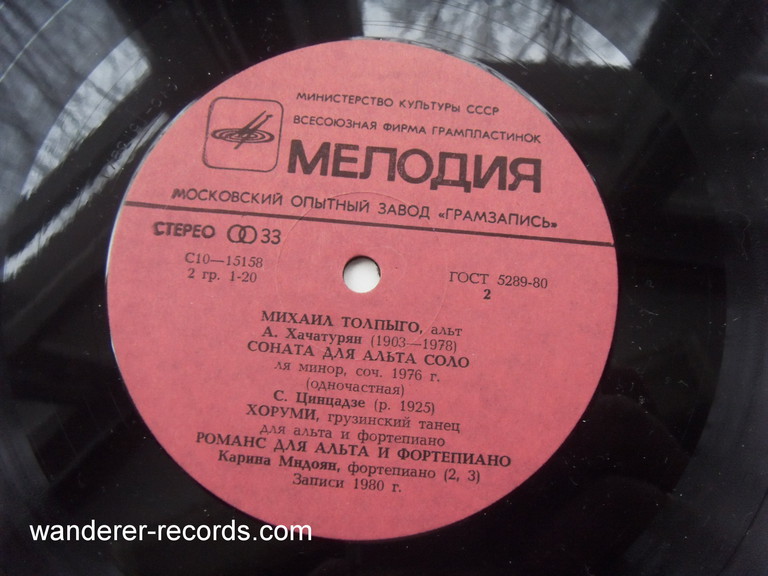 МИНИСТЕРСТВО КУЛЬТУРЫ СССР
ВСЕСОЮЗНАЯ ФИРМА ГРАМПЛАСТИНОК
МЕЛОДИЯ
МОСКОВСКИЙ ОПЫТНЫЙ ЗАВОД «ГРАМЗАПИСЬ»
СТЕРЕО 33
С10—15158
2 гр. 1-20
ГОСТ 5289-80
2
МИХАИЛ ТОЛПЫГО, альт
А. Хачатурян (1903—1978)
СОНАТА ДЛЯ АЛЬТА СОЛО
ля минор, соч. 1976 г.
(одночастная)
С. Цинцадзе (р. 1925)
ХОРУМИ, грузинский танец
для альта и фортепиано
РОМАНС ДЛЯ АЛЬТА И ФОРТЕПИАНО
Карина Мидоян, фортепиано (2, 3)
Записи 1980 г.
wanderer-records.com